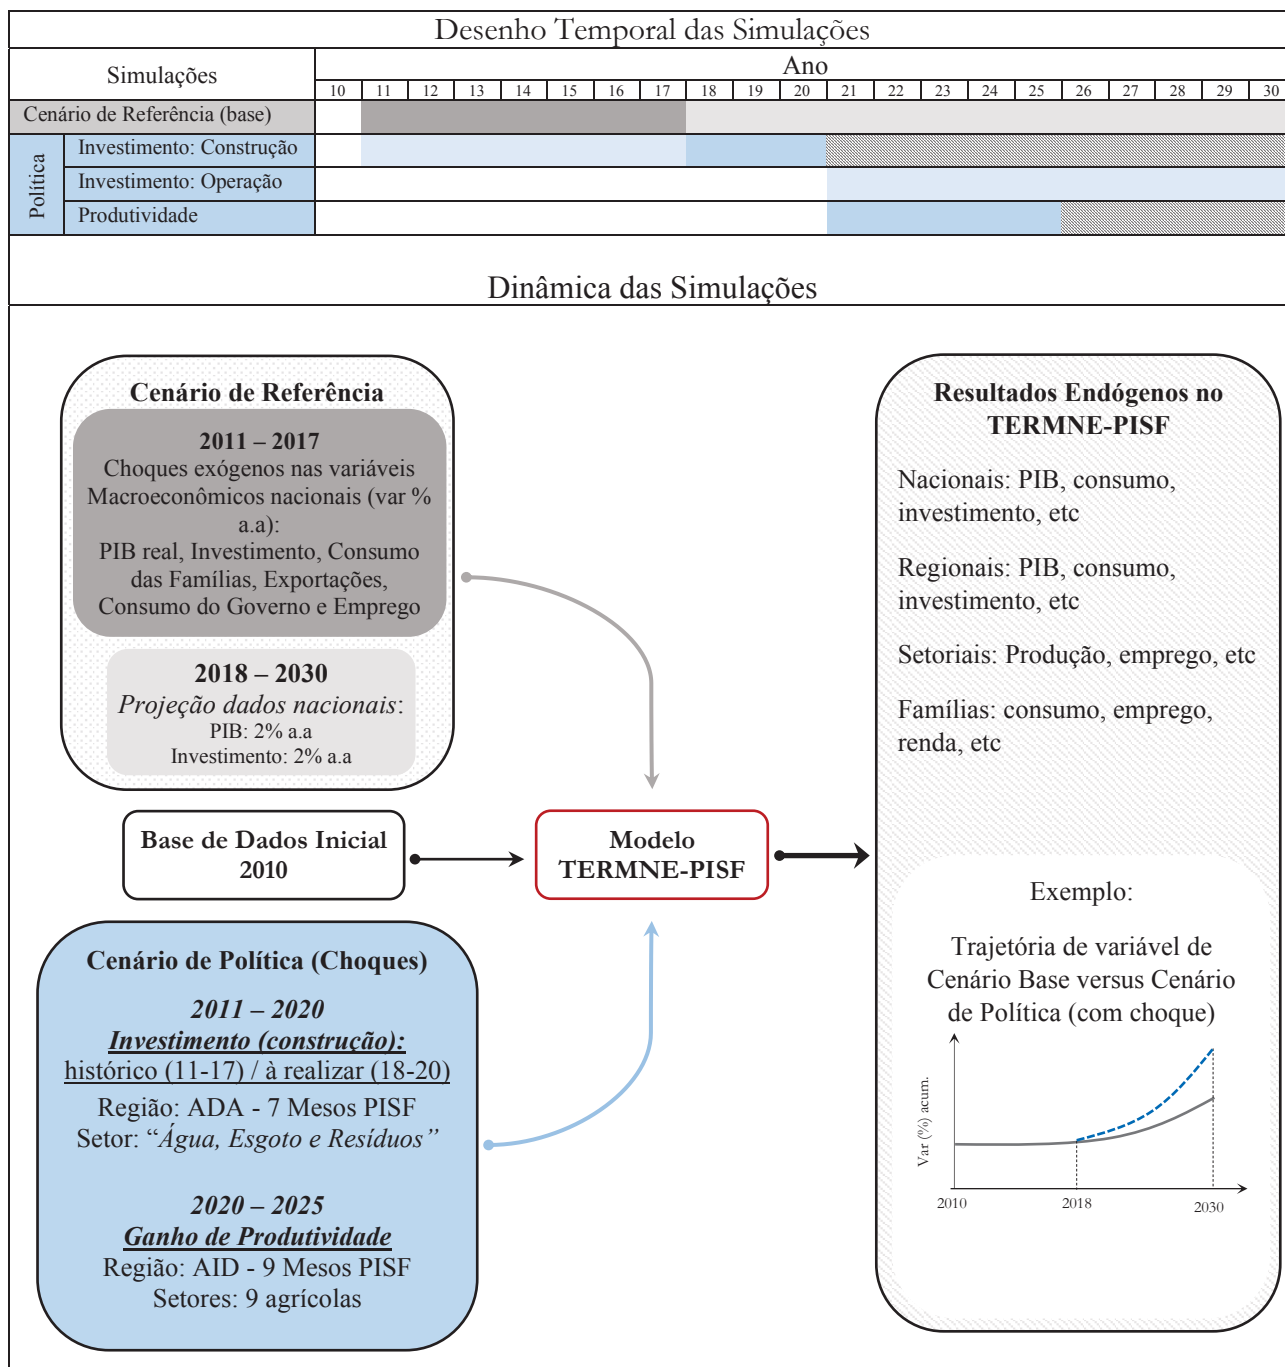 Desenho Temporal das Simulações
Simulações
Ano
10 11 12 13 14 15 16 17 18 19 20 21 22 23 24 25 26 27 28 29 30
Cenário de Referência (base)
Política
Investimento: Construção
Investimento: Operação
Produtividade
Dinâmica das Simulações
Cenário de Referência
2011 – 2017
Choques exógenos nas variáveis
Macroeconômicos nacionais (var %
a.a):
PIB real, Investimento, Consumo
das Famílias, Exportações,
Consumo do Governo e Emprego
2018 – 2030
Projeção dados nacionais:
PIB: 2% a.a
Investimento: 2% a.a
Base de Dados Inicial
2010
Modelo
TERMNE-PISF
Cenário de Política (Choques)
2011 – 2020
Investimento (construção):
histórico (11-17) / à realizar (18-20)
Região: ADA - 7 Mesos PISF
Setor: “Água, Esgoto e Resíduos”
2020 – 2025
Ganho de Produtividade
Região: AID - 9 Mesos PISF
Setores: 9 agrícolas
Resultados Endógenos no
TERMNE-PISF
Nacionais: PIB, consumo,
investimento, etc
Regionais: PIB, consumo,
investimento, etc
Setoriais: Produção, emprego, etc
Famílias: consumo, emprego,
renda, etc
Exemplo:
Trajetória de variável de
Cenário Base versus Cenário
de Política (com choque)
Var (%) acum.
2010 2018 2030